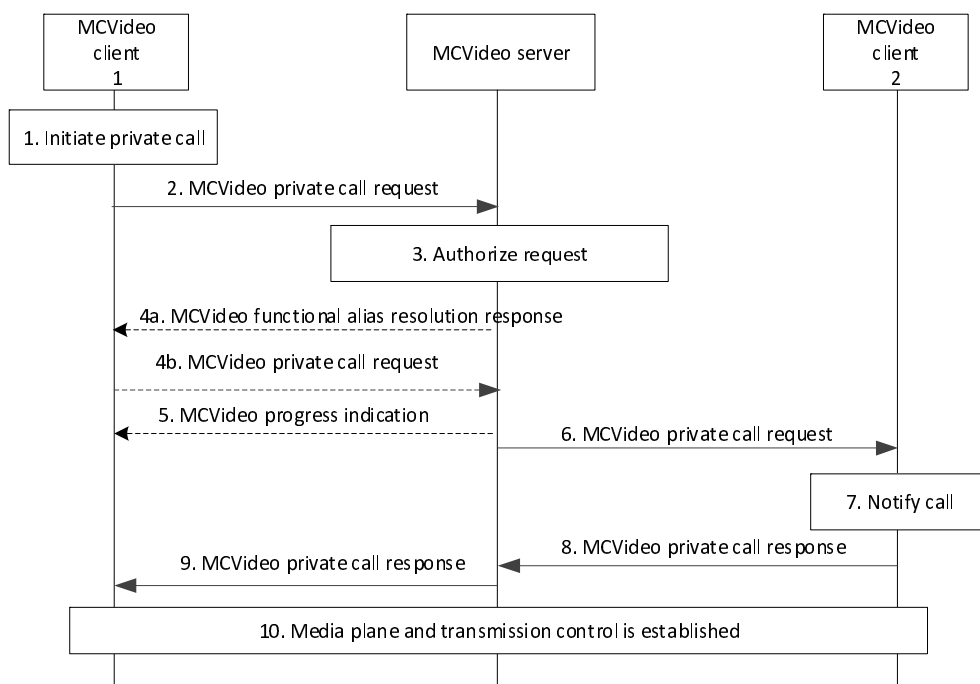 MCVideo
client
1
MCVideo server
MCVideo
client
2
1. Initiate private call
2. MCVideo private call request
3. Authorize request
4a. MCVideo functional alias resolution response
4b. MCVideo private call request
5. MCVideo progress indication
6. MCVideo private call request
7. Notify call
8. MCVideo private call response
9. MCVideo private call response
10. Media plane and transmission control is established